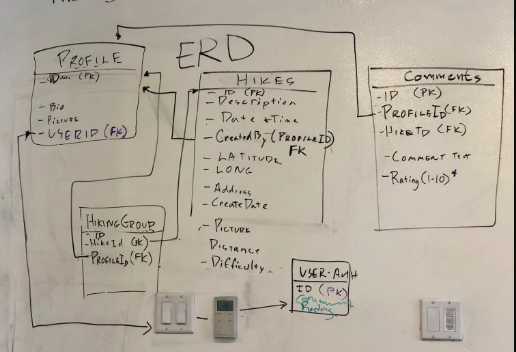 ERD
PROFILE
ID (PK)
- Bio
- PICTURE
- USERID (FK)
HIKES
- ID (PK)
- Description
- Date + Time
- CreatedBy (PROFILEID)
FK
- LATITUDE
- LONG
- Address
- CreateDate
- PICTURE
Distance
- Difficulty
Comments
- ID (PK)
- PROFILEID (FK)
- HIKEID (FK)
- COMMENT TEXT
- Rating (1-10)*
HIKINGGROUP
- ID
- HikeId (FK)
- PROFILEID (FK)
USER-AUTH
ID (PK)